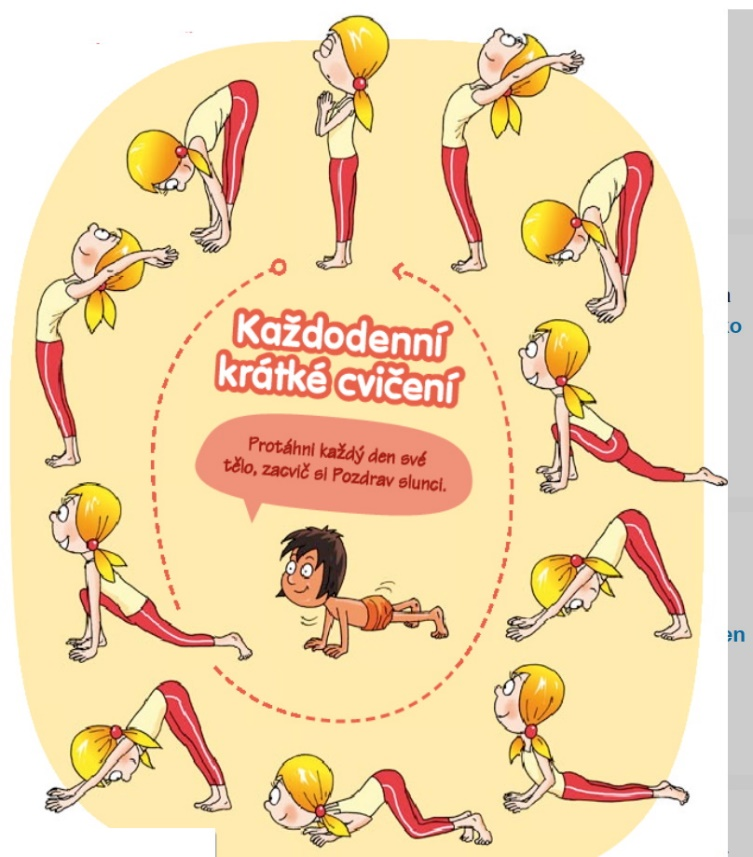 Každodenní
krátké cvičení
Protáhni každý den své
tělo, zacvič si Pozdrav slunci.